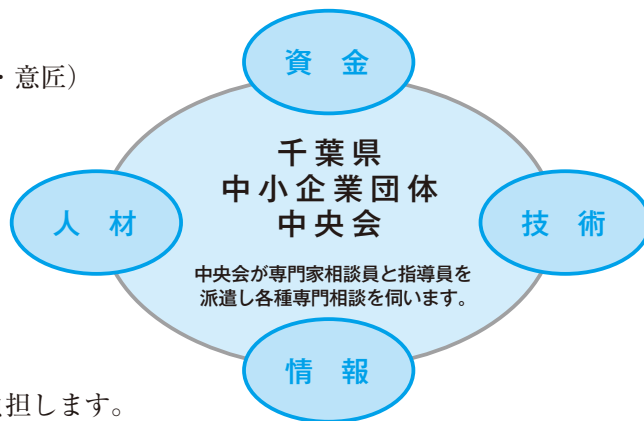 資 金
・意匠）
千葉県
中小企業団体
中央会
人 材
技 術
中央会が専門家相談員と指導員を
派遣し各種専門相談を伺います。
情 報
担します。